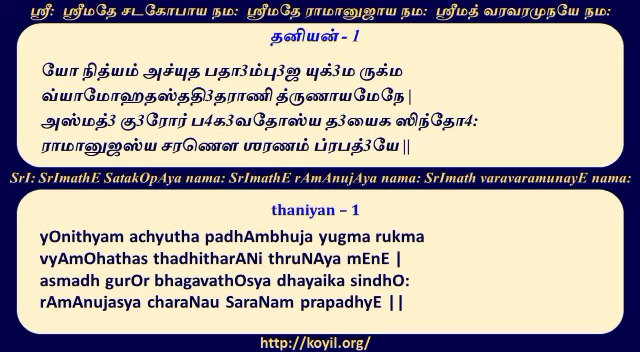 ஸ்ரீ: ஸ்ரீமதே சடகோபாய நம: ஸ்ரீமதே ராமானுஜாய நம: ஸ்ரீமத் வரவரமுநயே நம:
தனியன் - 1
யோ நித்யம் அச்யுத பதா3ம்பு3ஜ யுக்3ம ருக்ம
வ்யாமோஹதஸ்ததி3தராணி த்ருணாயமேநே |
அஸ்மத்3 கு3ரோர் ப4க3வதோஸ்ய த3யைக ஸிந்தோ4:
ராமானுஜஸ்ய சரணௌ ஶரணம் ப்ரபத்3யே ||
SrI: SrImathE SatakOpAya nama: SrImathE rAmAnujAya nama: SrImath varavaramunayE nama:
thaniyan – 1
yOnithyam achyutha padhAmbhuja yugma rukma
vyAmOhathas thadhitharANi thruNAya mEnE |
asmadh gurOr bhagavathOsya dhayaika sindhO:
rAmAnujasya charaNau SaraNam prapadhyE ||
http://koyil.org/